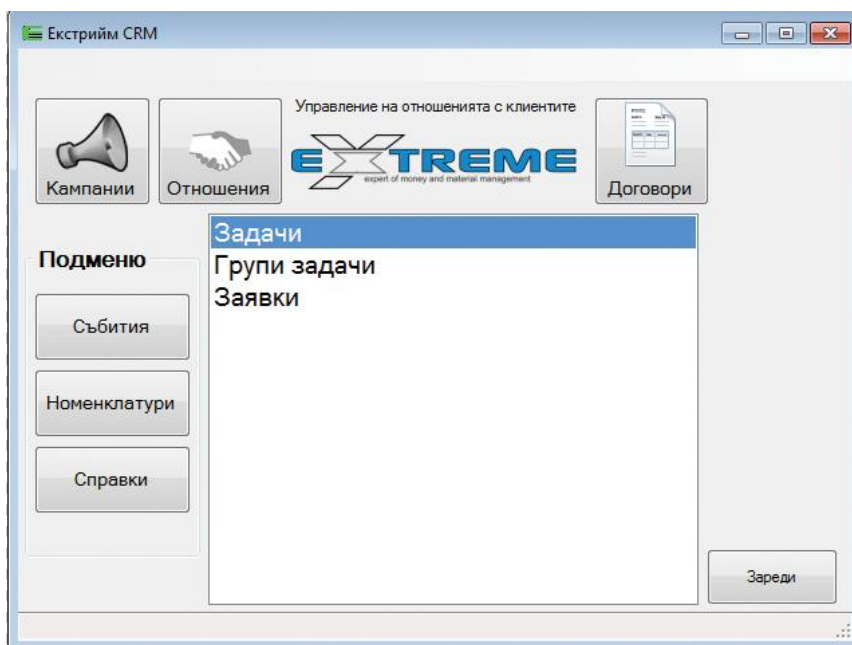 Екстрийм CRM
Управление на отношенията с клиентите
EXTREME
expert of money and material management
Кампании
Отношения
Договори
Подменю
Събития
Номенклатури
Справки
Задачи
Групи задачи
Заявки
Зареди